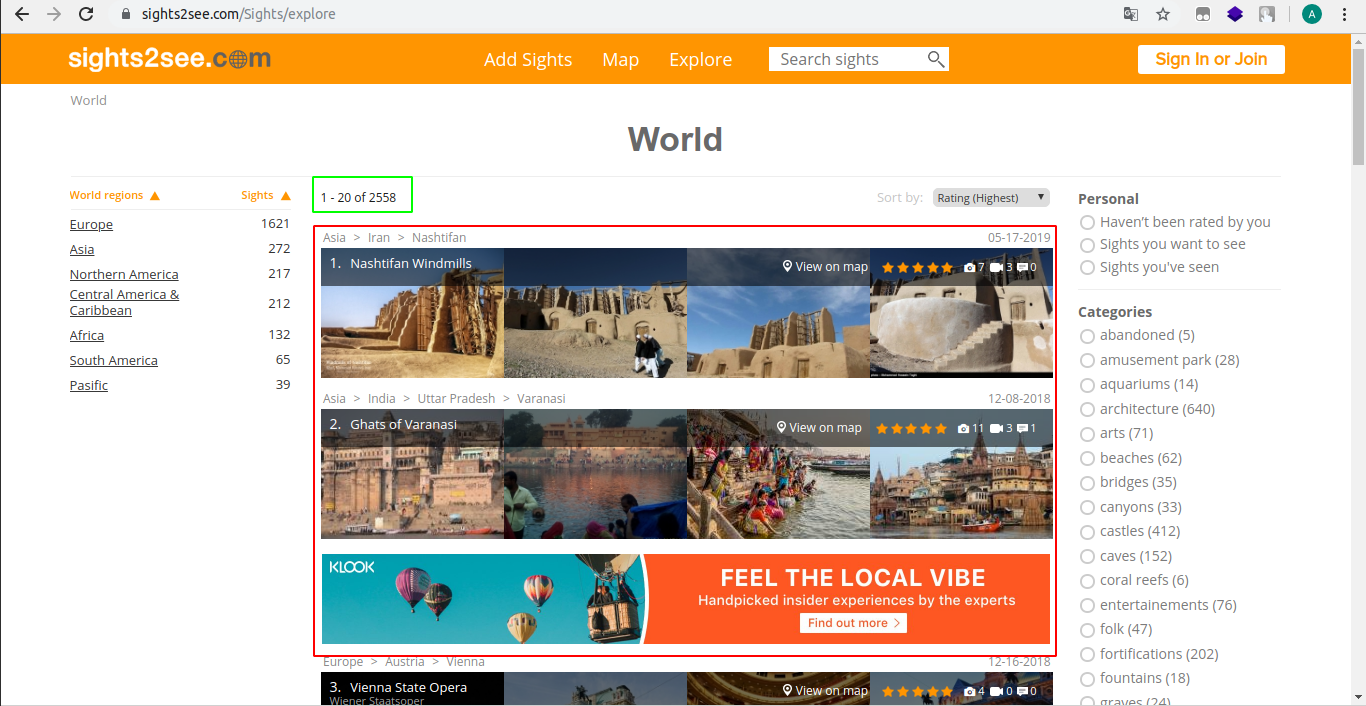 sights2see.com/Sights/explore
A
sights2see.com
Add Sights
Map
Explore
Search sights
Sign In or Join
World
World
World regions ▲ Sights ▲
Europe 1621
Asia 272
Northern America 217
Central America &
Caribbean 212
Africa 132
South America 65
Pasific 39
1 - 20 of 2558
Sort by: Rating (Highest)
Asia > Iran > Nashtifan 05-17-2019
1. Nashtifan Windmills View on map 7 3 0
Asia > India > Uttar Pradesh > Varanasi 12-08-2018
2. Ghats of Varanasi View on map 11 3 1
KLOOK
FEEL THE LOCAL VIBE
Handpicked insider experiences by the experts
Find out more >
Europe > Austria > Vienna 12-16-2018
3. Vienna State Opera View on map 4 0 0
Wiener Staatsoper
Personal
Haven't been rated by you
Sights you want to see
Sights you've seen
Categories
abandoned (5)
amusement park (28)
aquariums (14)
architecture (640)
arts (71)
beaches (62)
bridges (35)
canyons (33)
castles (412)
caves (152)
coral reefs (6)
entertainements (76)
folk (47)
fortifications (202)
fountains (18)
graves (24)